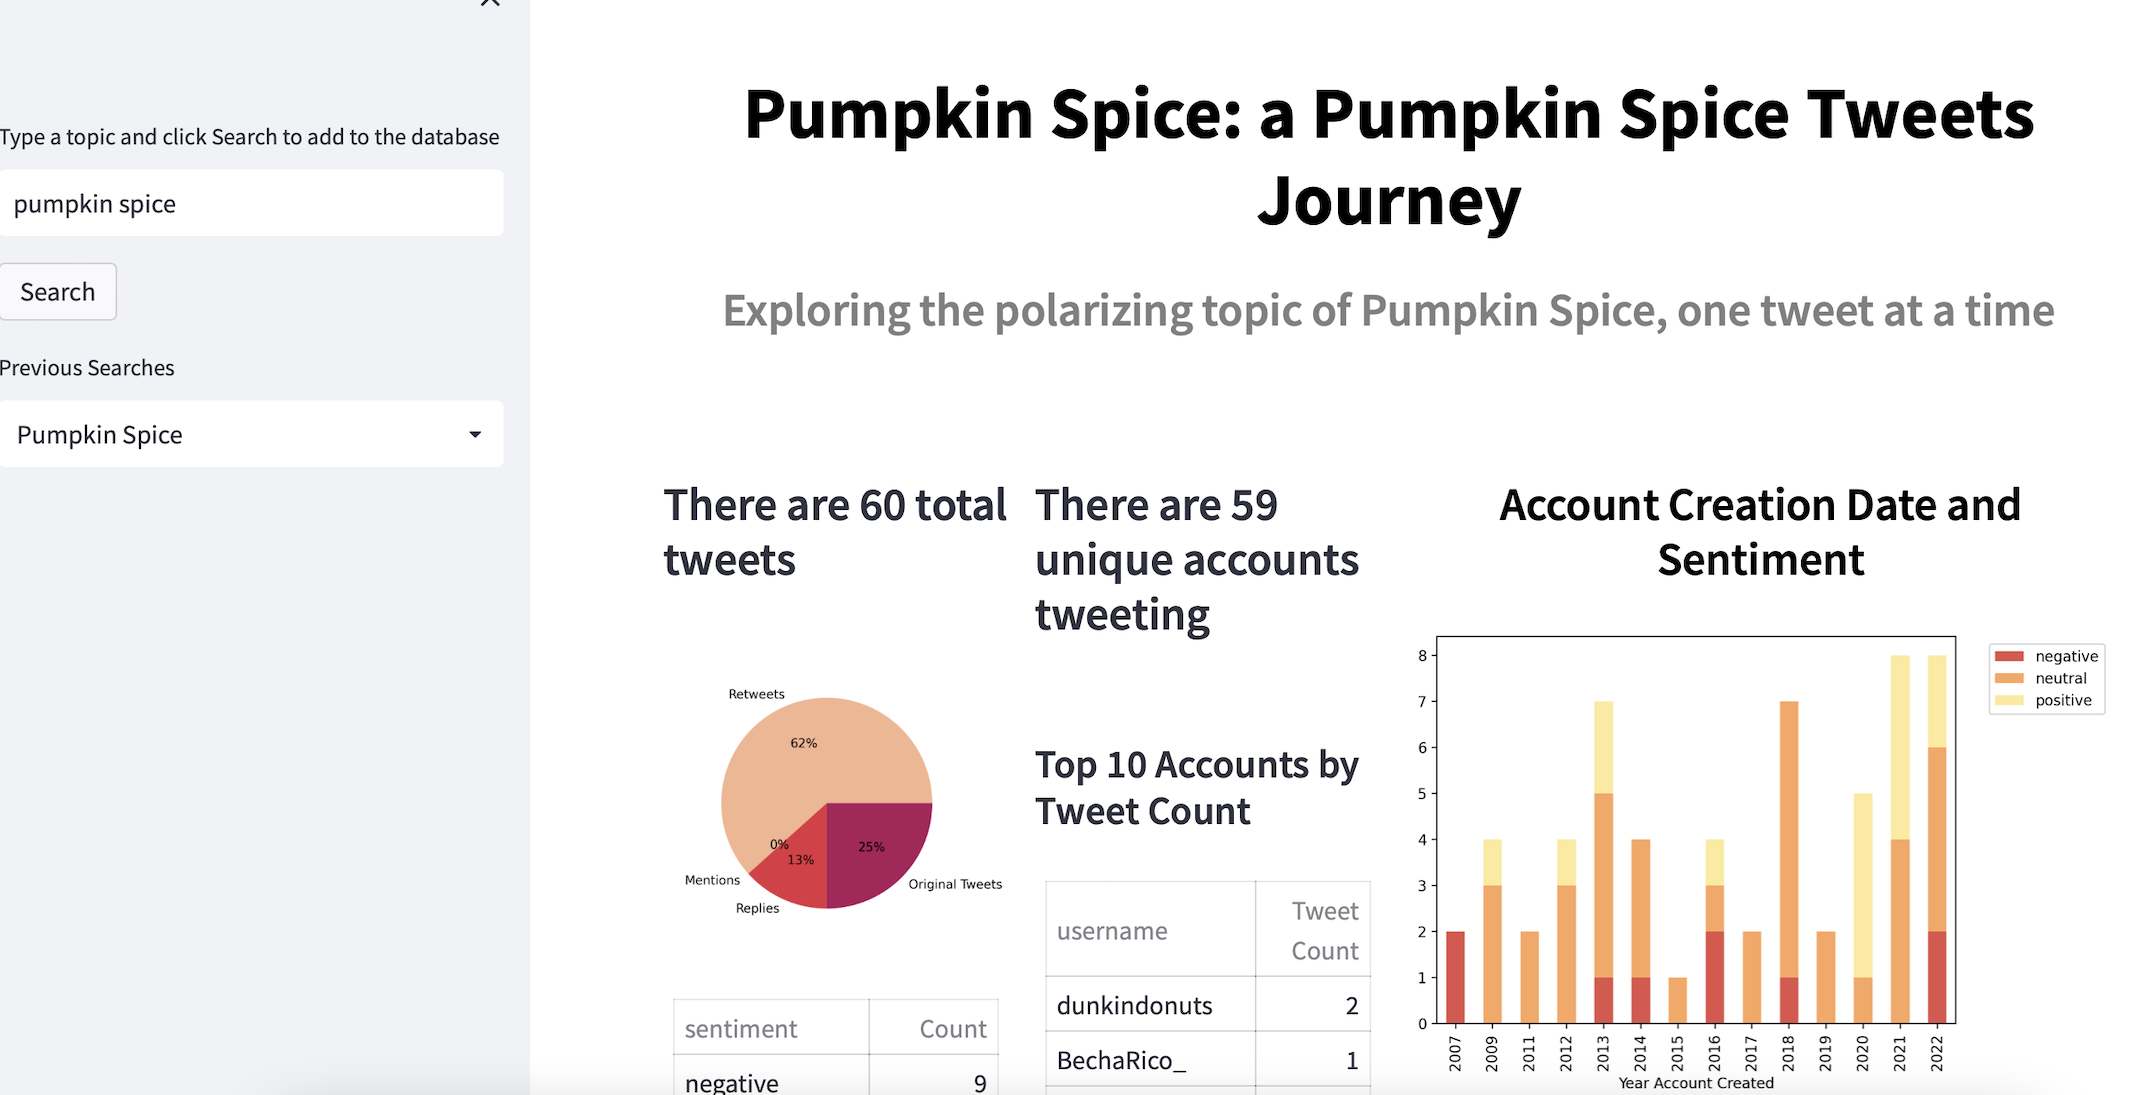 Type a topic and click Search to add to the database
pumpkin spice
Search
Previous Searches
Pumpkin Spice
Pumpkin Spice: a Pumpkin Spice Tweets
Journey
Exploring the polarizing topic of Pumpkin Spice, one tweet at a time
There are 60 total
tweets
Retweets
62%
0%
13%
25%
Mentions
Replies
Original Tweets
sentiment Count
negative 9
There are 59
unique accounts
tweeting
Top 10 Accounts by
Tweet Count
username Tweet
Count
dunkindonuts 2
BechaRico_ 1
Account Creation Date and
Sentiment
8
7
6
5
4
3
2
1
0
2007 2009 2011 2012 2013 2014 2015 2016 2017 2018 2019 2020 2021 2022
Year Account Created
negative
neutral
positive